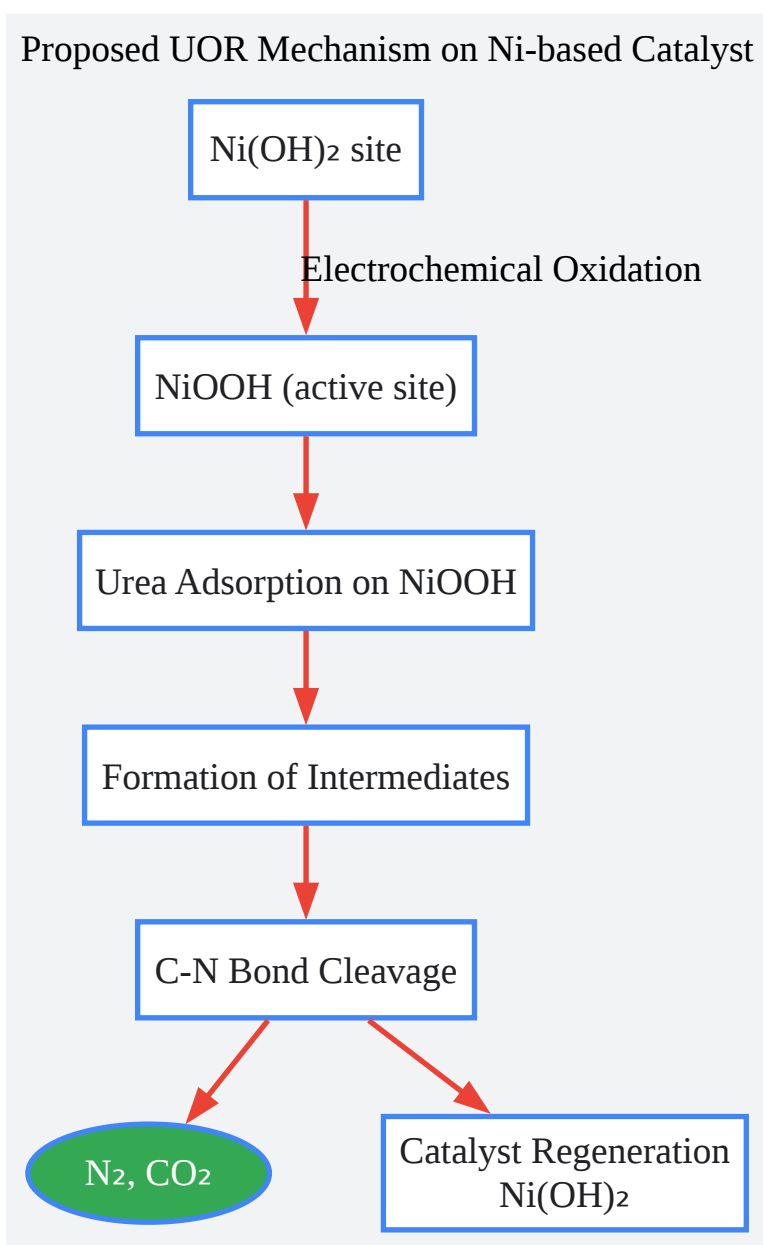 Proposed UOR Mechanism on Ni-based Catalyst
Ni(OH)₂ site
Electrochemical Oxidation
NiOOH (active site)
Urea Adsorption on NiOOH
Formation of Intermediates
C-N Bond Cleavage
N₂, CO₂
Catalyst Regeneration
Ni(OH)₂